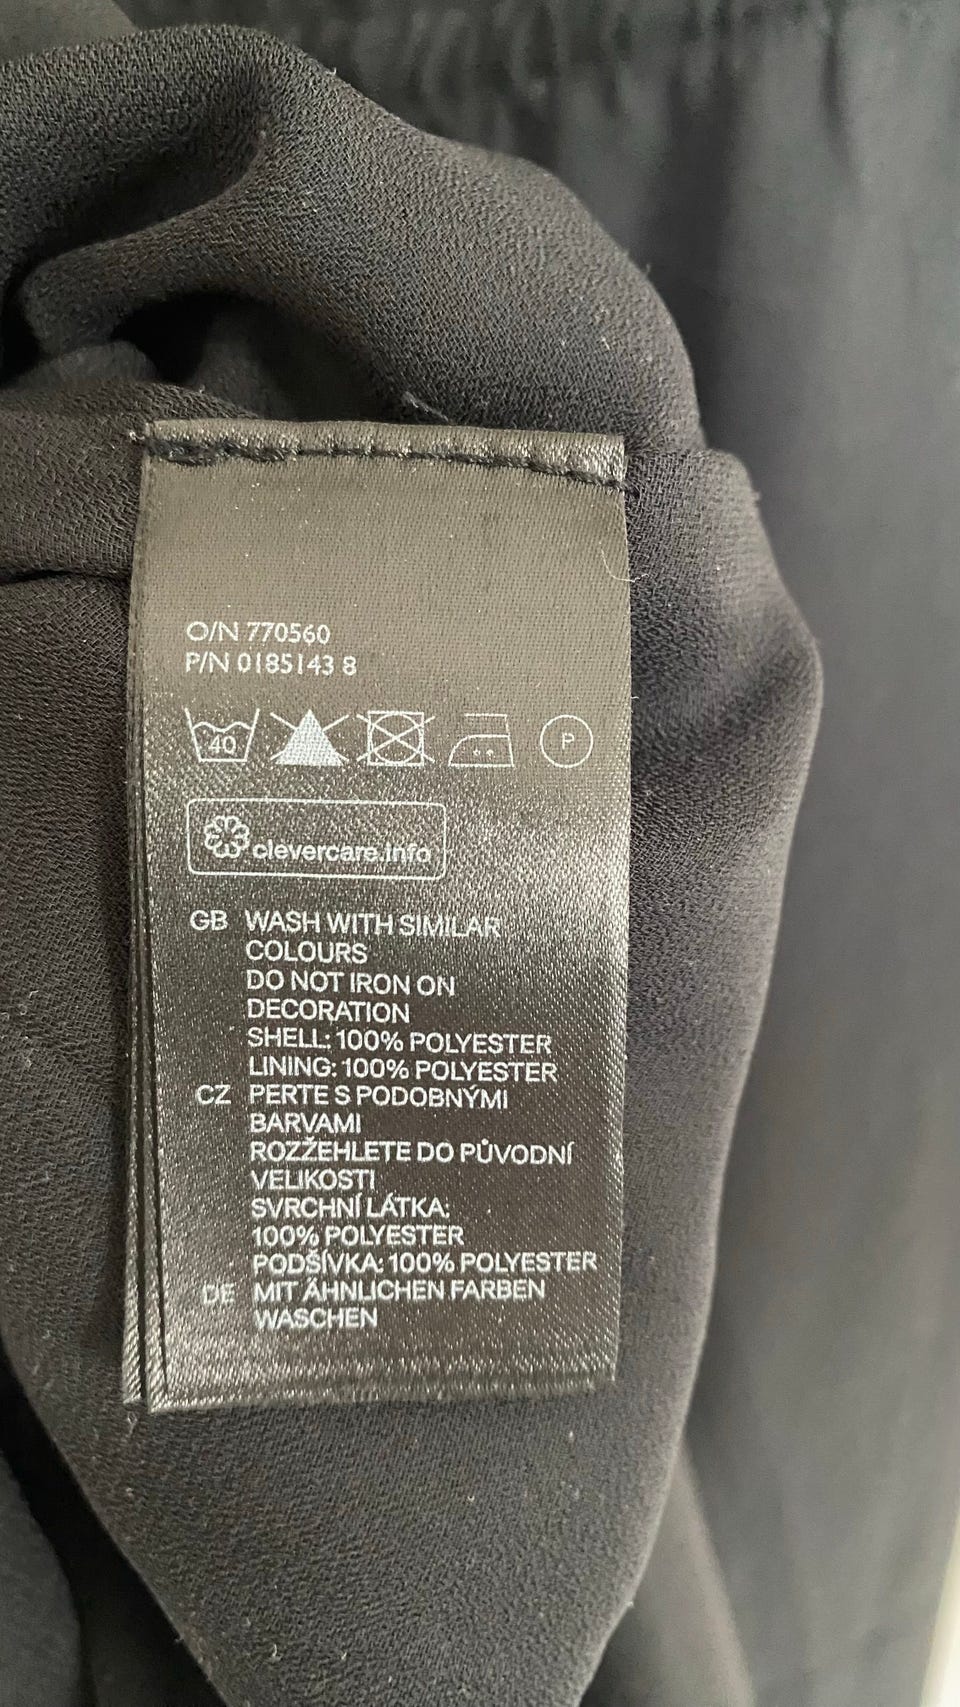 O/N 770560
P/N 0185143 8
40 P
clevercare.info
GB WASH WITH SIMILAR
COLOURS
DO NOT IRON ON
DECORATION
SHELL: 100% POLYESTER
LINING: 100% POLYESTER
CZ PERTE S PODOBNÝMI
BARVAMI
ROZŽEHLETE DO PŮVODNÍ
VELIKOSTI
SVRCHNÍ LÁTKA:
100% POLYESTER
PODŠÍVKA: 100% POLYESTER
DE MIT ÄHNLICHEN FARBEN
WASCHEN